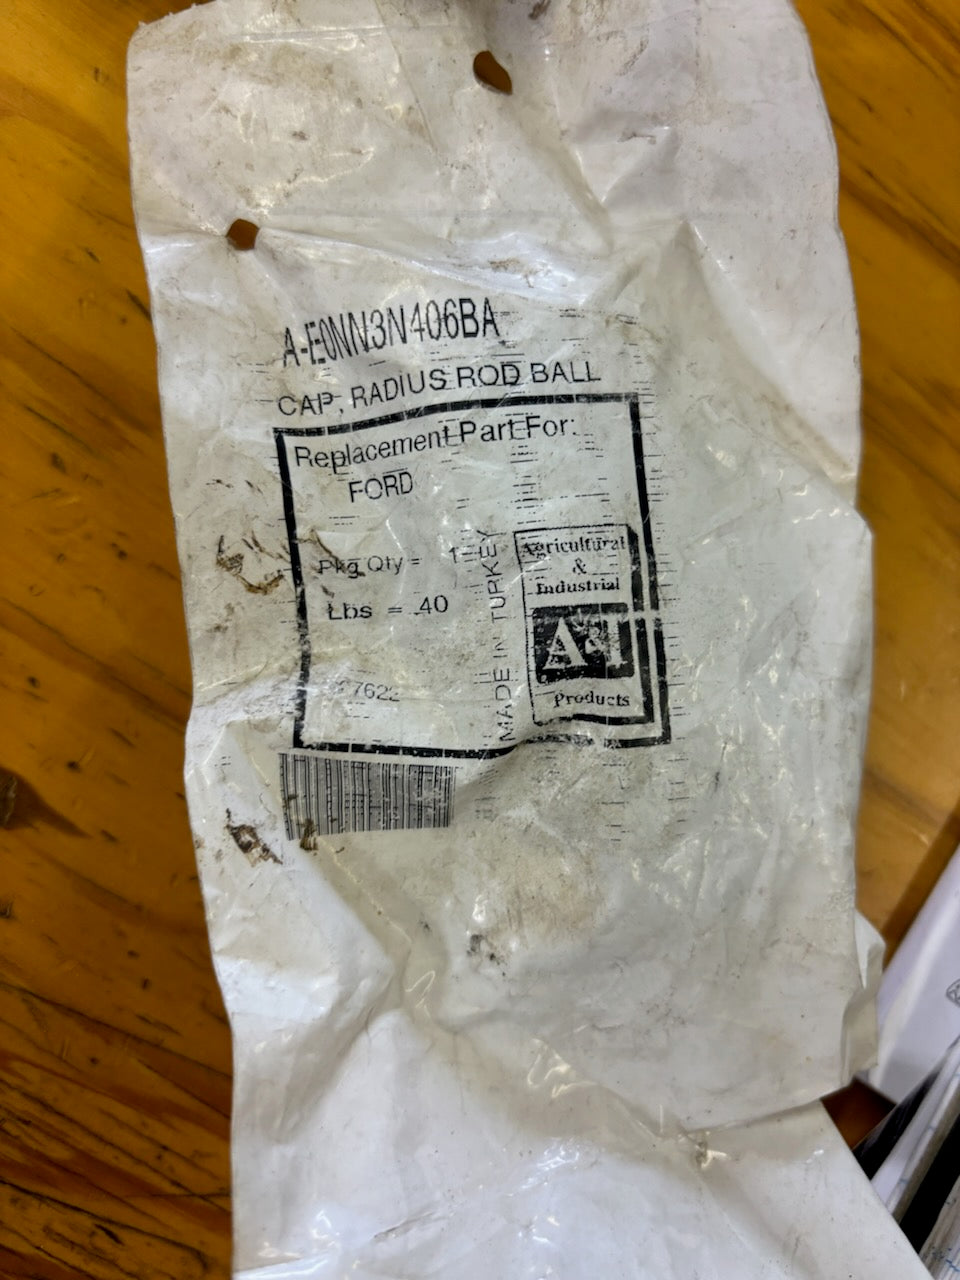 A-E0NN3N406BA
CAP, RADIUS ROD BALL
Replacement Part For:
FORD
Pkg Qty = 1
Lbs = .40
MADE IN TURKEY
Agricultural
&
Industrial
A&I
Products